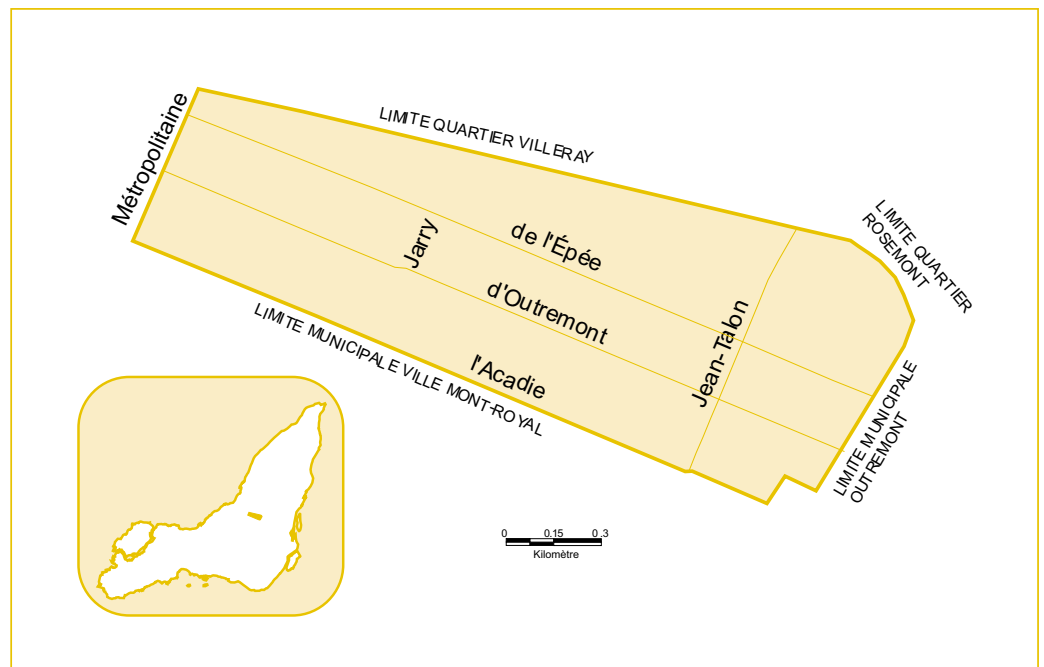 LIMITE QUARTIER VILLERAY
Métropolitaine
LIMITE QUARTIER
ROSEMONT
Jarry
de l'Épée
d'Outremont
Jean-Talon
l'Acadie
LIMITE MUNICIPALE VILLE MONT-ROYAL
LIMITE MUNICIPALE
OUTREMONT
0 0.15 0.3
Kilomètre